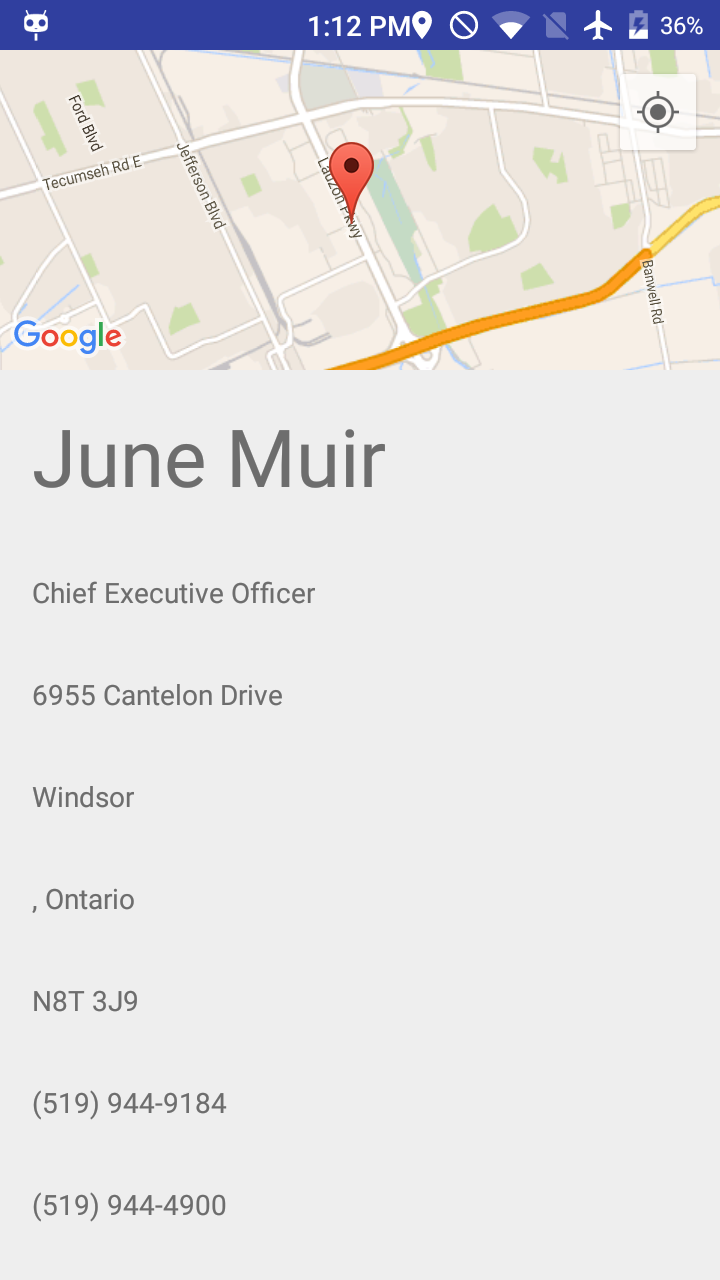 1:12 PM
36%
Ford Blvd
Tecumseh Rd E
Jefferson Blvd
Lauzon Pkwy
Banwell Rd
Google
June Muir
Chief Executive Officer
6955 Cantelon Drive
Windsor
, Ontario
N8T 3J9
(519) 944-9184
(519) 944-4900